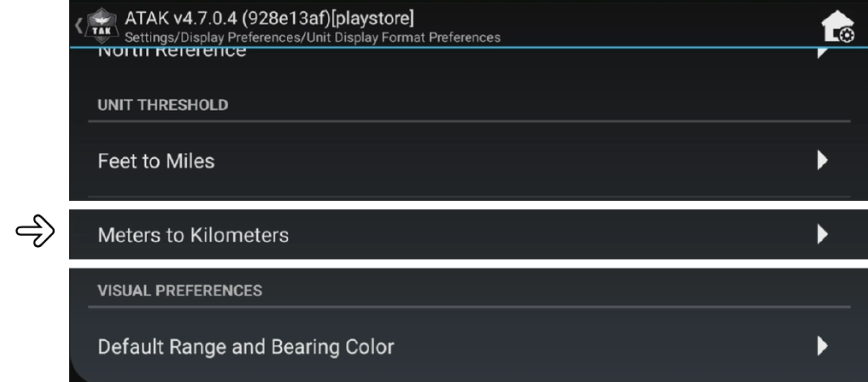 ATAK v4.7.0.4 (928e13af)[playstore]
TAK
Settings/Display Preferences/Unit Display Format Preferences
North Reference
UNIT THRESHOLD
Feet to Miles
Meters to Kilometers
VISUAL PREFERENCES
Default Range and Bearing Color